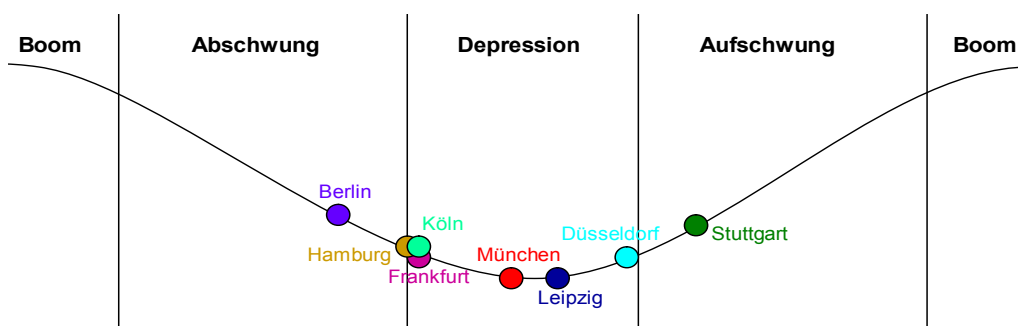 Boom Abschwung Depression Aufschwung Boom
Berlin
Köln
Düsseldorf Stuttgart
Hamburg München
Frankfurt
Leipzig